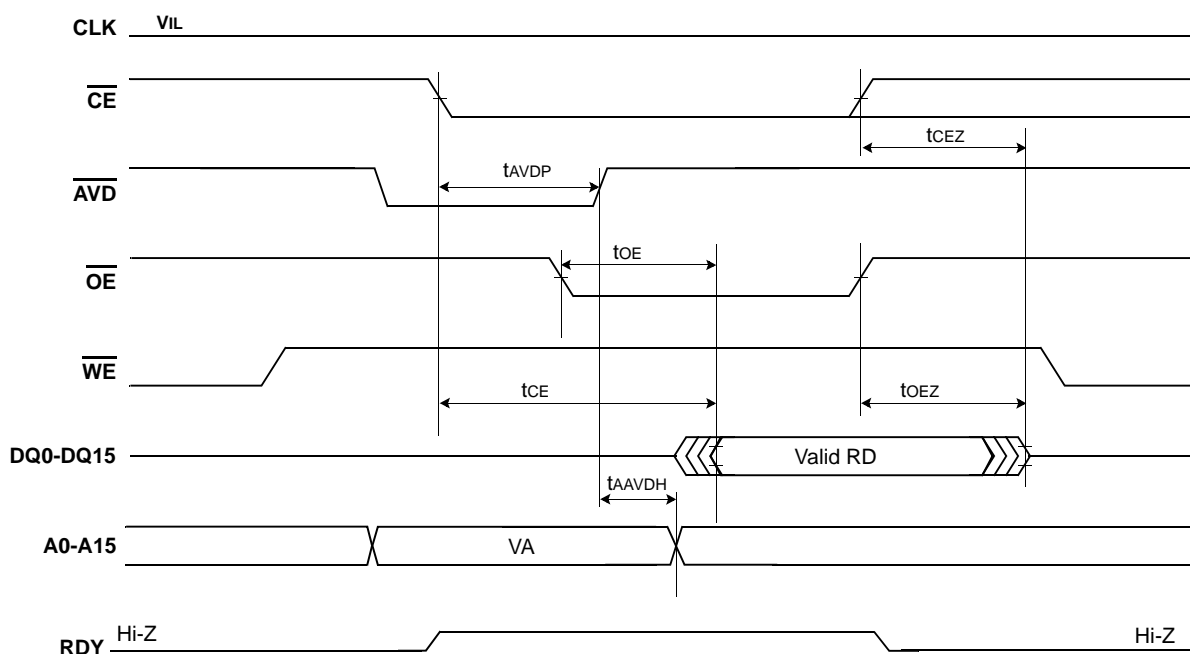 CLK VIL
CE
tCEZ
tAVDP
AVD
tOE
OE
WE
tCE tOEZ
DQ0-DQ15 Valid RD
tAAVDH
A0-A15 VA
RDY Hi-Z Hi-Z